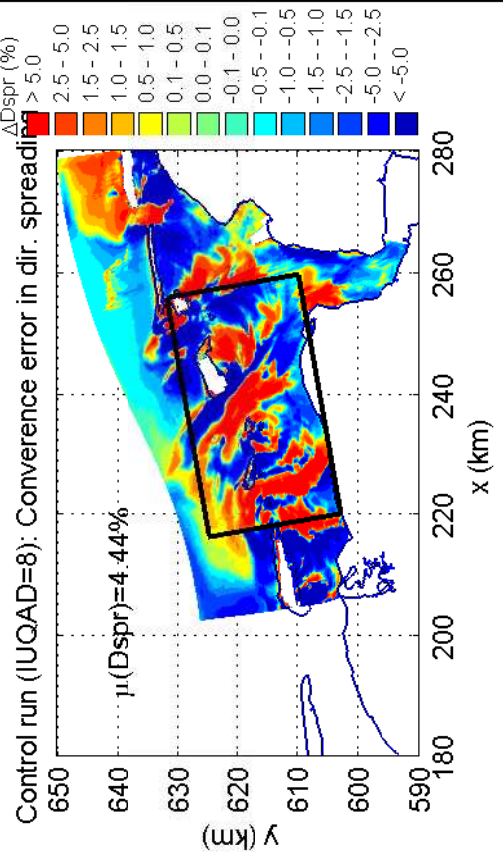 Control run (IUQAD=8): Converence error in dir. spreading
ΔDspr (%)
> 5.0
2.5 - 5.0
1.5 - 2.5
1.0 - 1.5
0.5 - 1.0
0.1 - 0.5
0.0 - 0.1
-0.1 - 0.0
-0.5 - -0.1
-1.0 - -0.5
-1.5 - -1.0
-2.5 - -1.5
-5.0 - -2.5
< -5.0
μ(Dspr)=4.44%
650
640
630
620
610
600
590
y (km)
180
200
220
240
260
280
x (km)